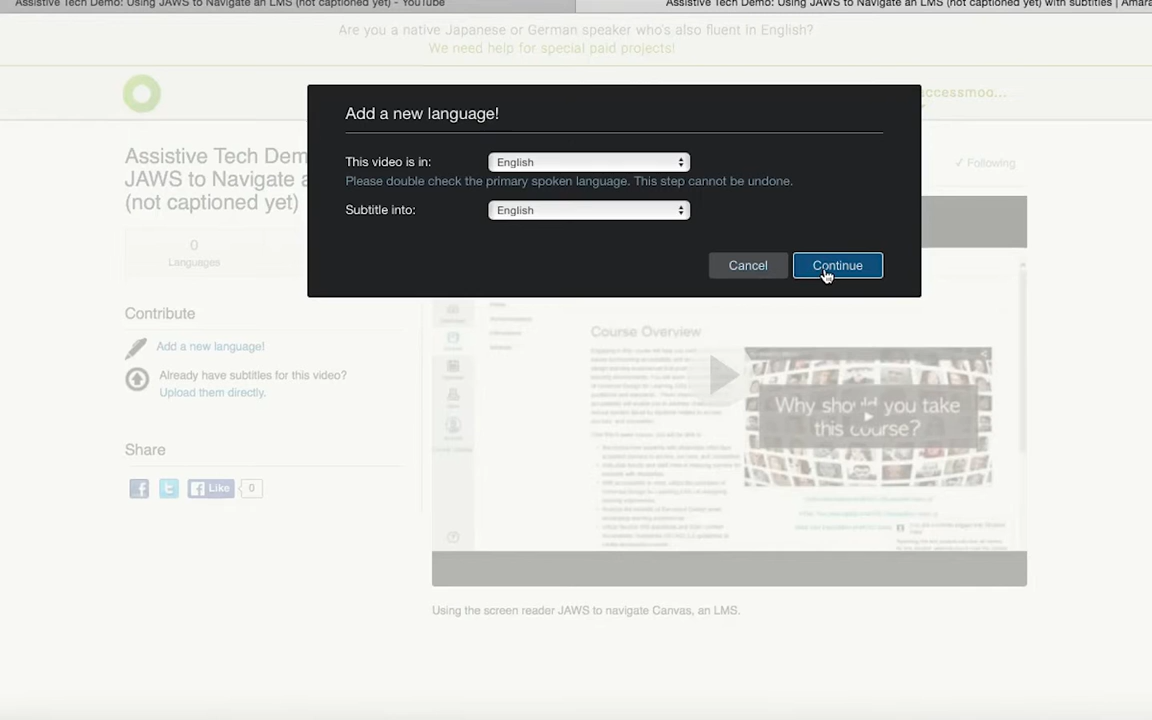 Assistive Tech Demo: Using JAWS to Navigate an LMS (not captioned yet) - YouTube
Assistive Tech Demo: Using JAWS to Navigate an LMS (not captioned yet) with subtitles | Amara
Are you a native Japanese or German speaker who's also fluent in English?
We need help for special paid projects!
ccessmoo...
Add a new language!
This video is in:
English
Please double check the primary spoken language. This step cannot be undone.
Subtitle into:
English
Cancel
Continue
Assistive Tech Dem
JAWS to Navigate
(not captioned yet)
✓ Following
0
Languages
Contribute
Add a new language!
Already have subtitles for this video?
Upload them directly.
Share
Like
0
Course Overview
Why should you take
this course?
Using the screen reader JAWS to navigate Canvas, an LMS.